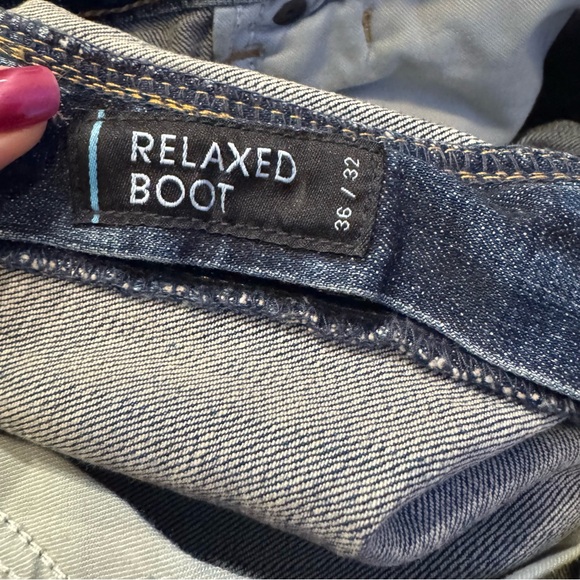 RELAXED
BOOT
36 / 32